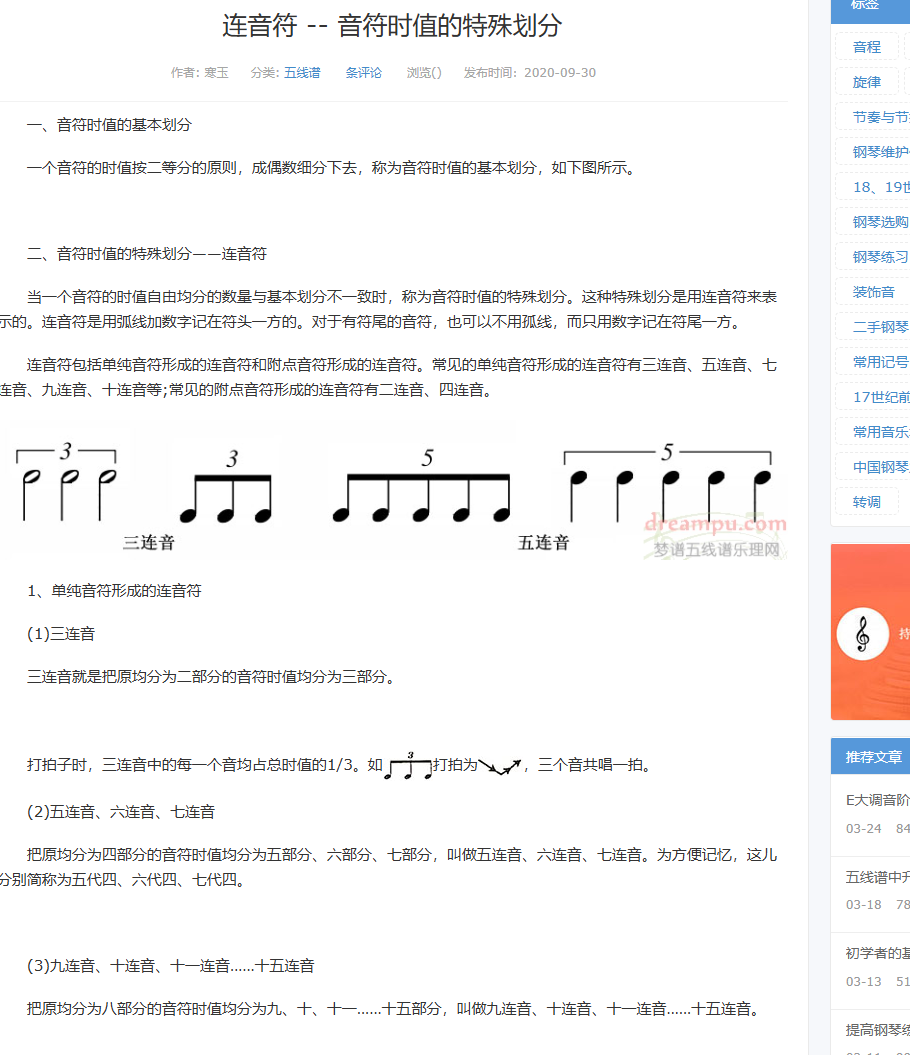 连音符 -- 音符时值的特殊划分
作者: 寒玉 分类: 五线谱 条评论 浏览() 发布时间: 2020-09-30
一、音符时值的基本划分
一个音符的时值按二等分的原则，成偶数细分下去，称为音符时值的基本划分，如下图所示。
二、音符时值的特殊划分——连音符
当一个音符的时值自由均分的数量与基本划分不一致时，称为音符时值的特殊划分。这种特殊划分是用连音符来表
示的。连音符是用弧线加数字记在符头一方的。对于有符尾的音符，也可以不用孤线，而只用数字记在符尾一方。
连音符包括单纯音符形成的连音符和附点音符形成的连音符。常见的单纯音符形成的连音符有三连音、五连音、七
连音、九连音、十连音等;常见的附点音符形成的连音符有二连音、四连音。
3 3 5 5
三连音 五连音
dreampu.com
梦谱五线谱乐理网
1、单纯音符形成的连音符
(1)三连音
三连音就是把原均分为二部分的音符时值均分为三部分。
打拍子时，三连音中的每一个音均占总时值的1/3。如 3 打拍为 ，三个音共唱一拍。
(2)五连音、六连音、七连音
把原均分为四部分的音符时值均分为五部分、六部分、七部分，叫做五连音、六连音、七连音。为方便记忆，这儿
分别简称为五代四、六代四、七代四。
(3)九连音、十连音、十一连音……十五连音
把原均分为八部分的音符时值均分为九、十、十一……十五部分，叫做九连音、十连音、十一连音……十五连音。
标签
音程
旋律
节奏与节
钢琴维护
18、19世
钢琴选购
钢琴练习
装饰音
二手钢琴
常用记号
17世纪前
常用音乐
中国钢琴
转调
持
推荐文章
E大调音阶
03-24 84
五线谱中升
03-18 78
初学者的基
03-13 51
提高钢琴练